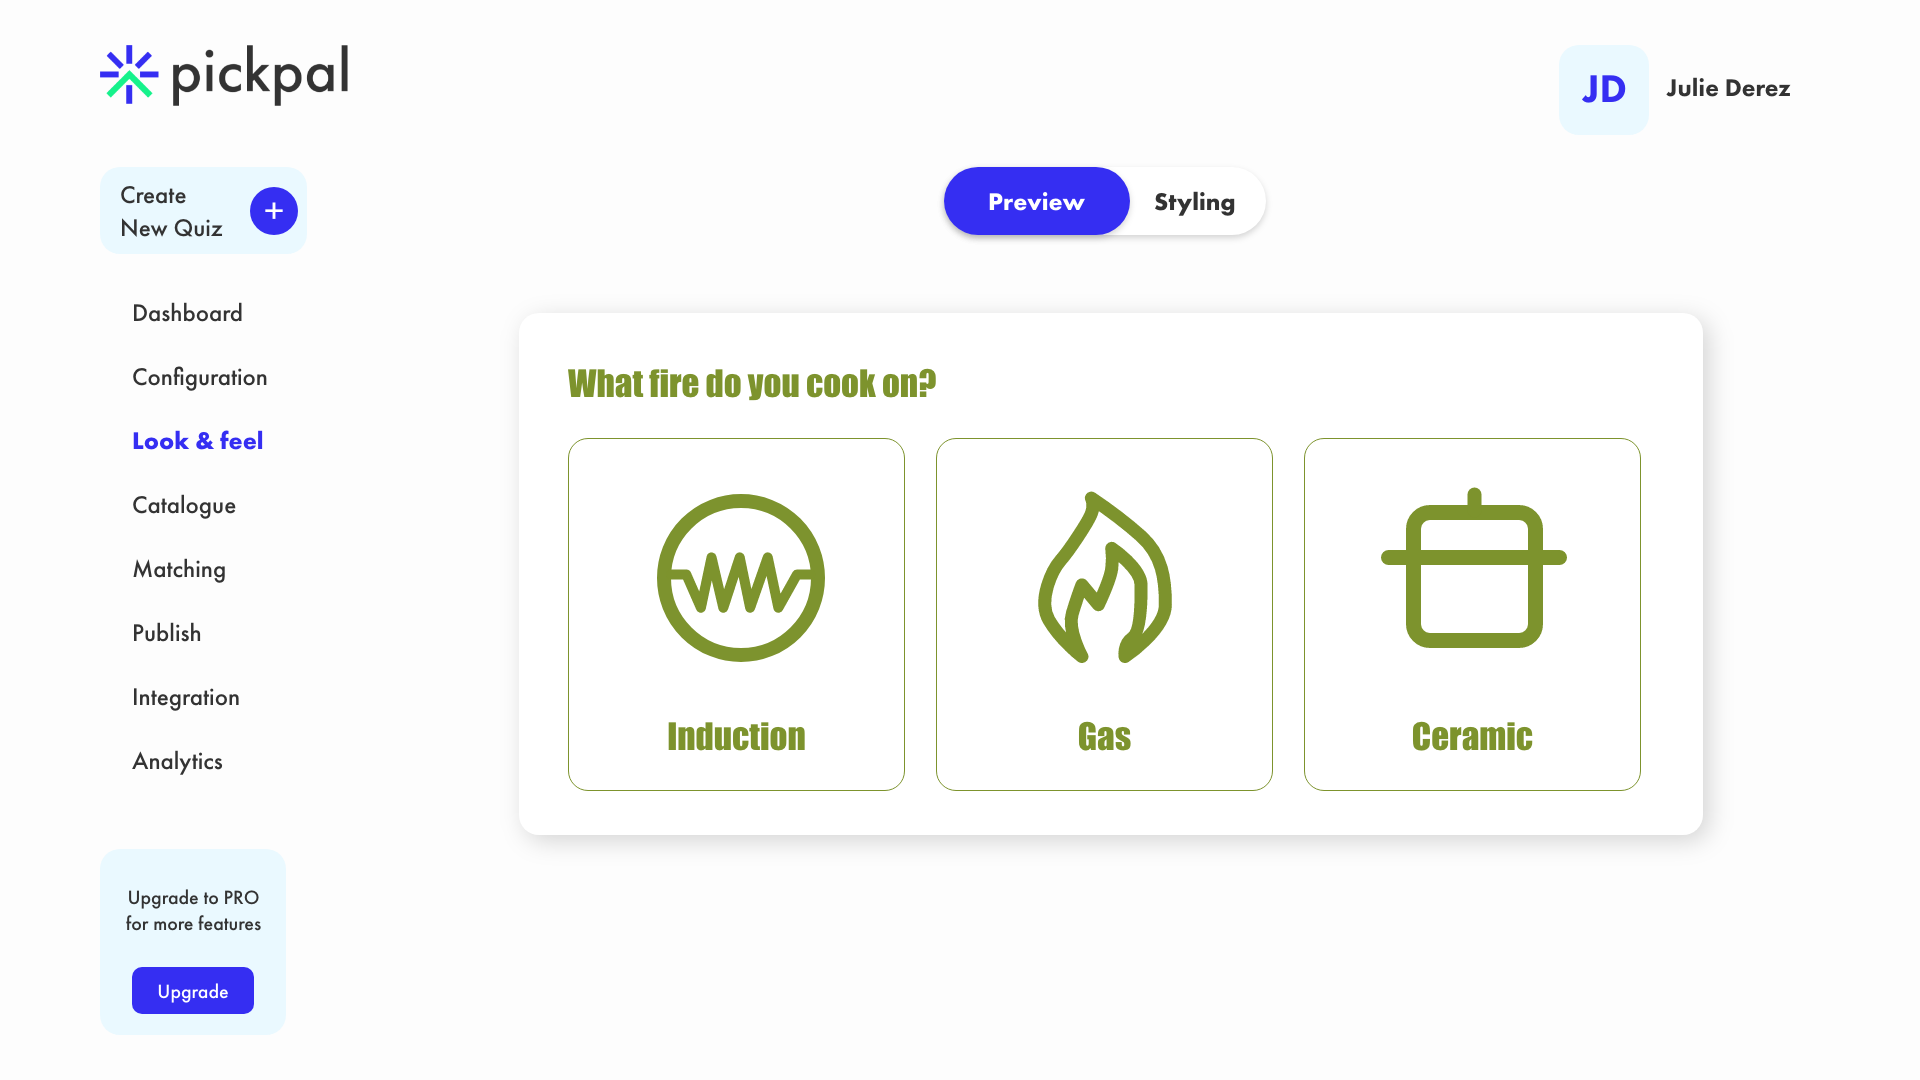 pickpal
JD
Julie Derez
Create
New Quiz
+
Preview
Styling
Dashboard
Configuration
Look & feel
Catalogue
Matching
Publish
Integration
Analytics
What fire do you cook on?
Induction
Gas
Ceramic
Upgrade to PRO
for more features
Upgrade